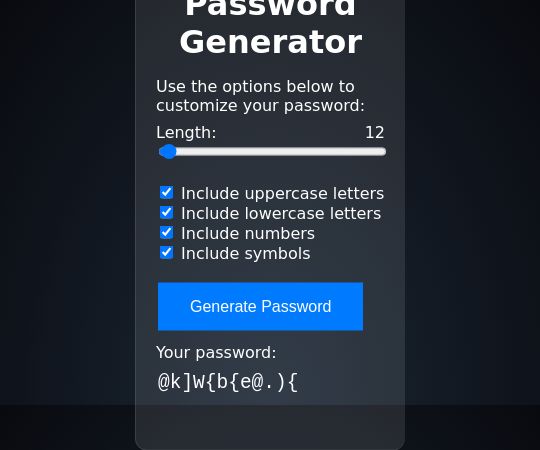 Password
Generator
Use the options below to
customize your password:
Length: 12
Include uppercase letters
Include lowercase letters
Include numbers
Include symbols
Generate Password
Your password:
@k]W{b{e@.){